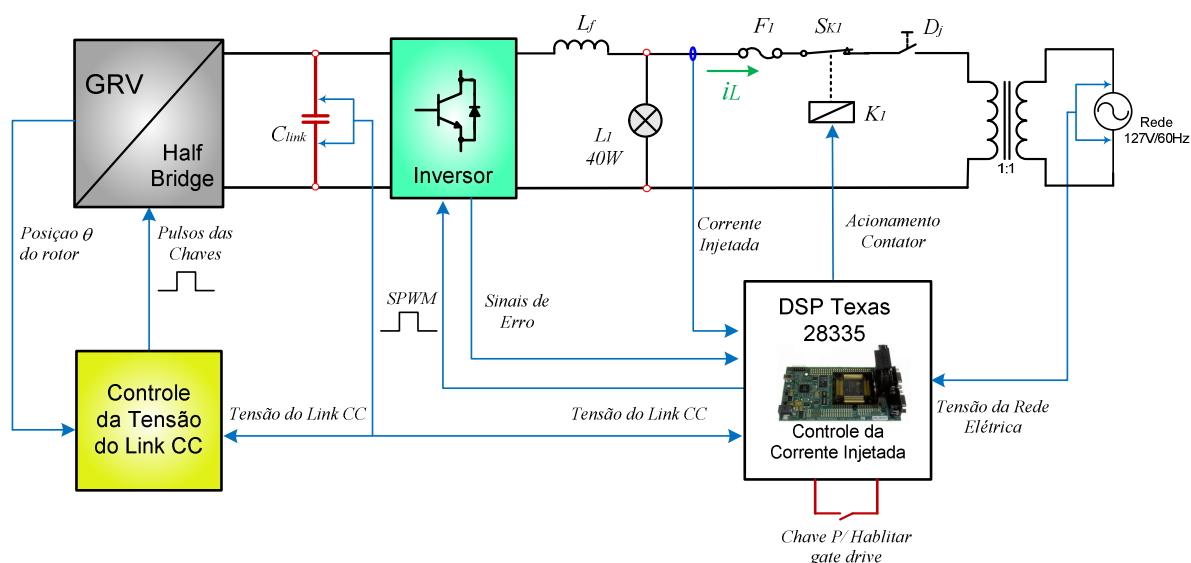 GRV
Half
Bridge
Clink
Inversor
Lf
L1
40W
iL
F1
SK1
Dj
K1
1:1
Rede
127V/60Hz
Posiçao θ
do rotor
Pulsos das
Chaves
SPWM
Sinais de
Erro
Corrente
Injetada
Acionamento
Contator
Controle
da Tensão
do Link CC
Tensão do Link CC
Tensão do Link CC
DSP Texas
28335
Controle da
Corrente Injetada
Tensão da Rede
Elétrica
Chave P/ Hablitar
gate drive